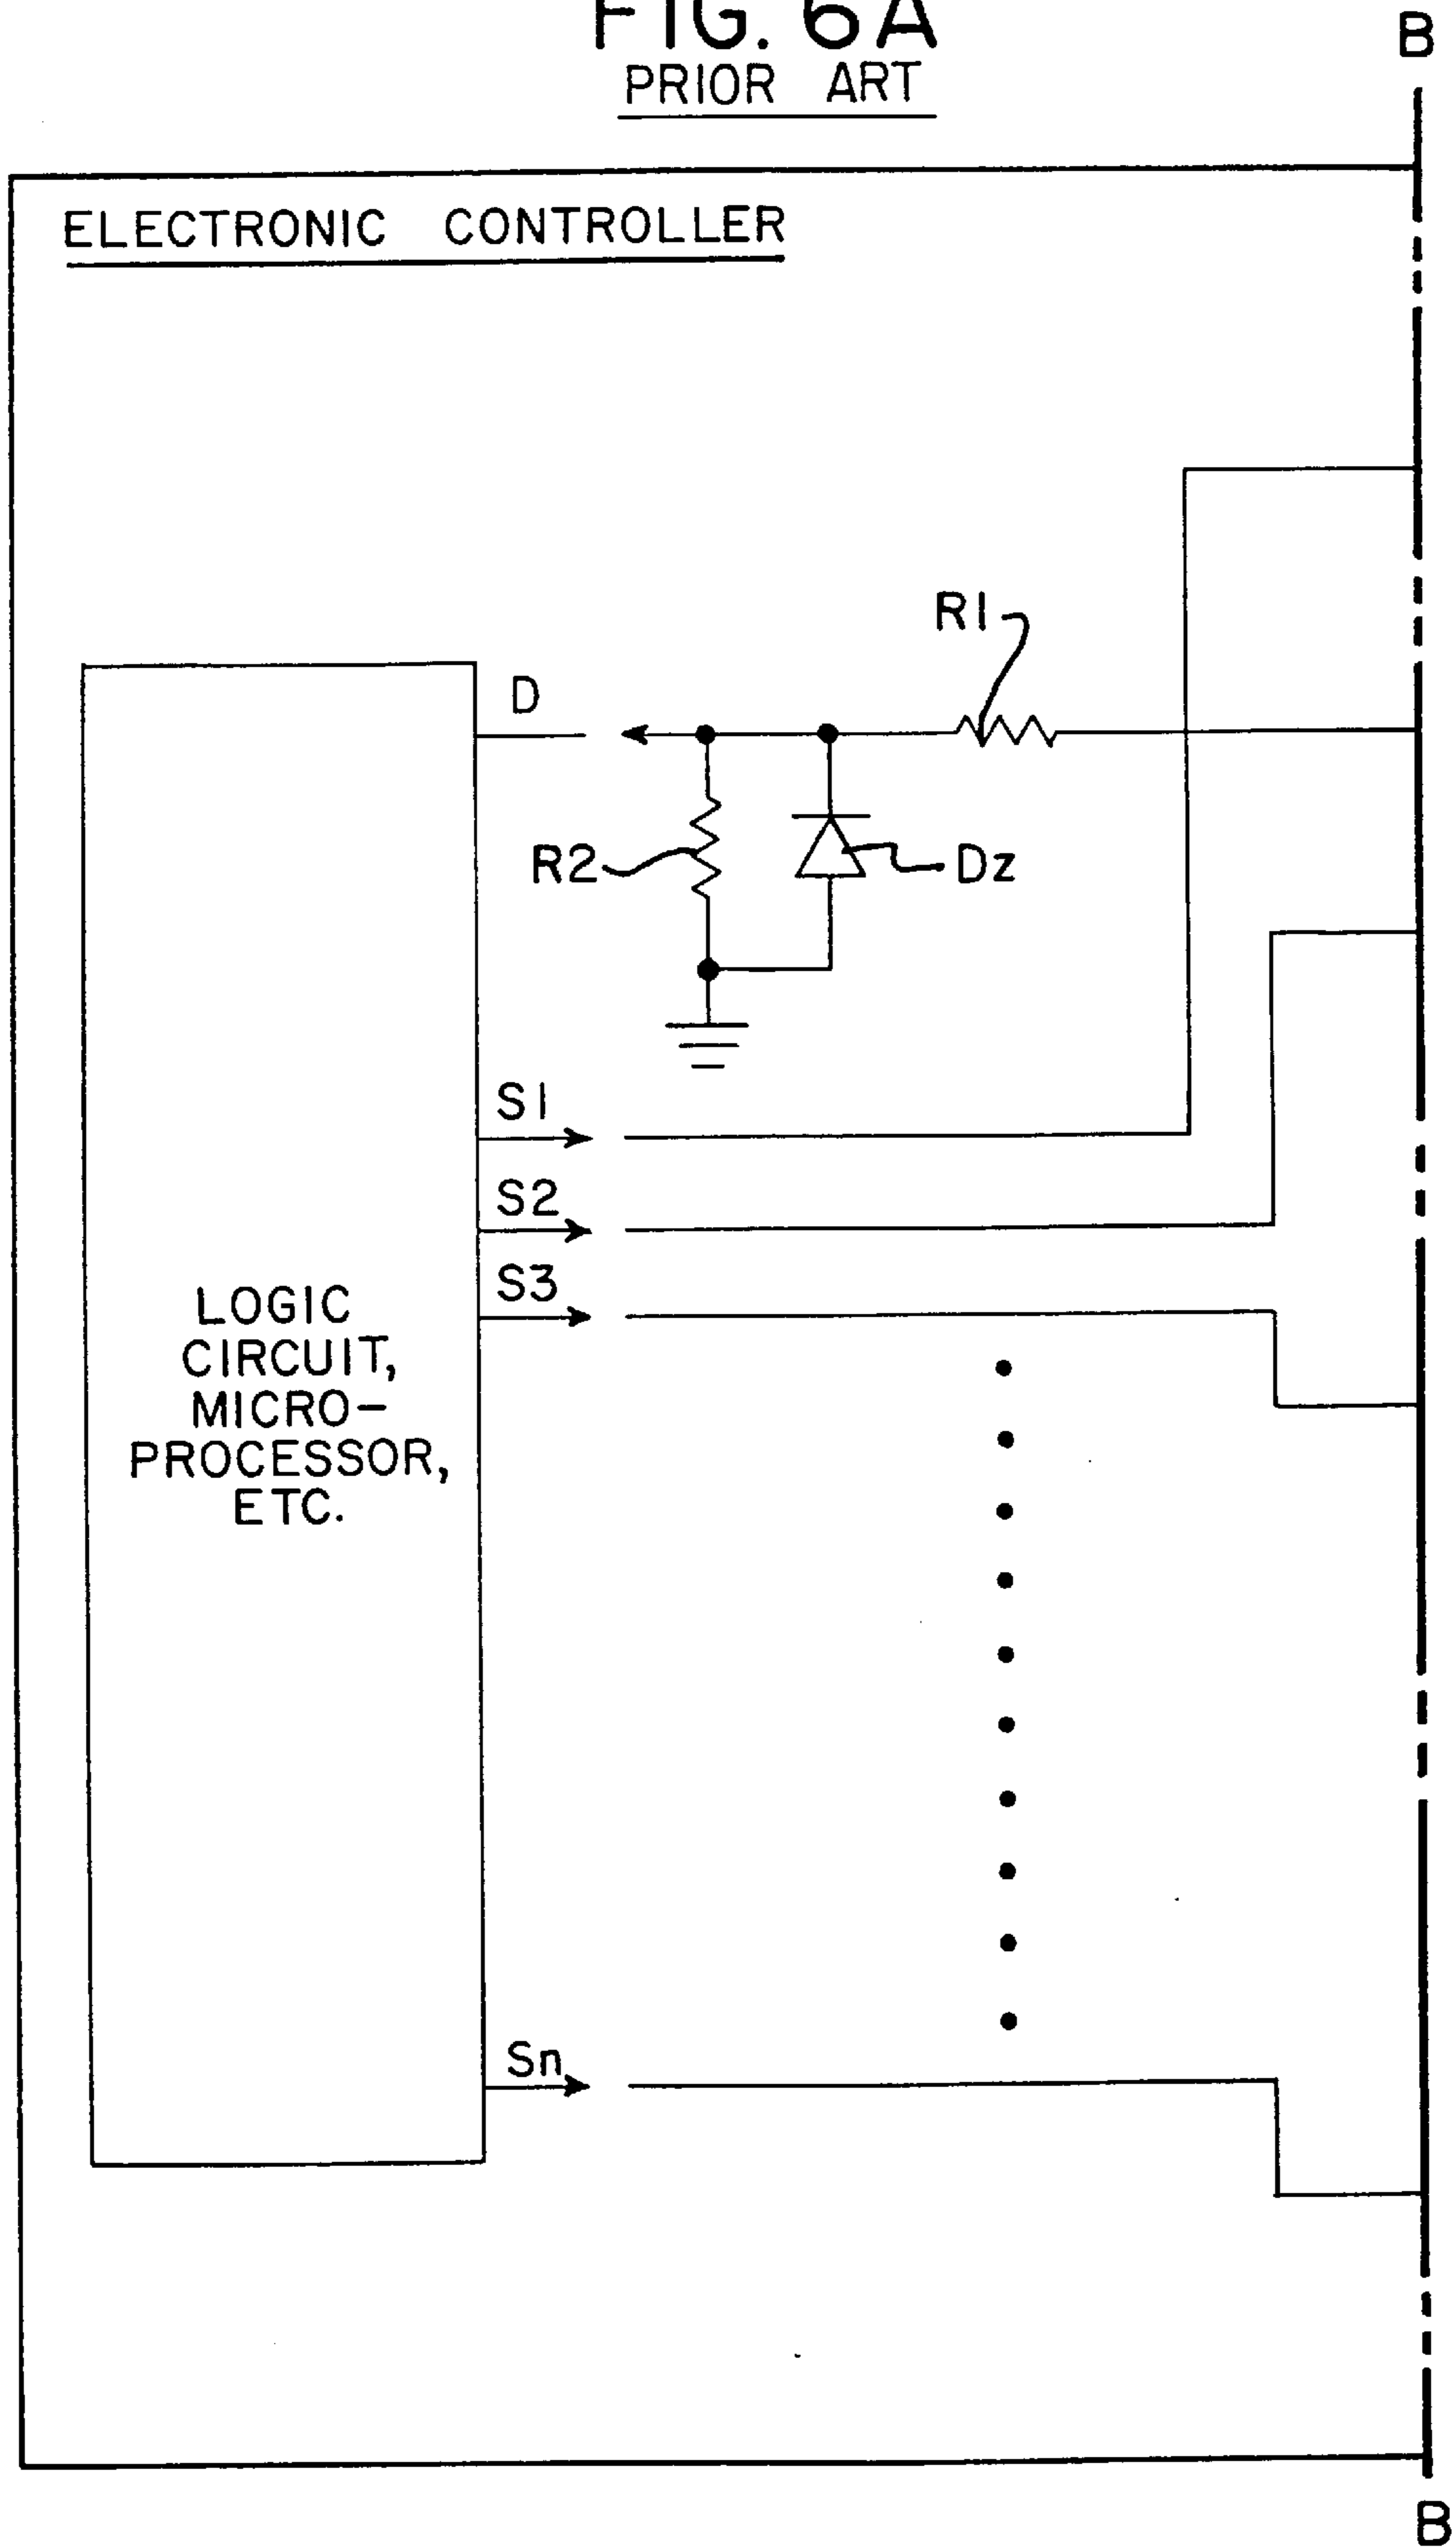 FIG. 6A
PRIOR ART
B
ELECTRONIC CONTROLLER
R1
D
R2
Dz
S1
S2
S3
LOGIC
CIRCUIT,
MICRO-
PROCESSOR,
ETC.
Sn
B